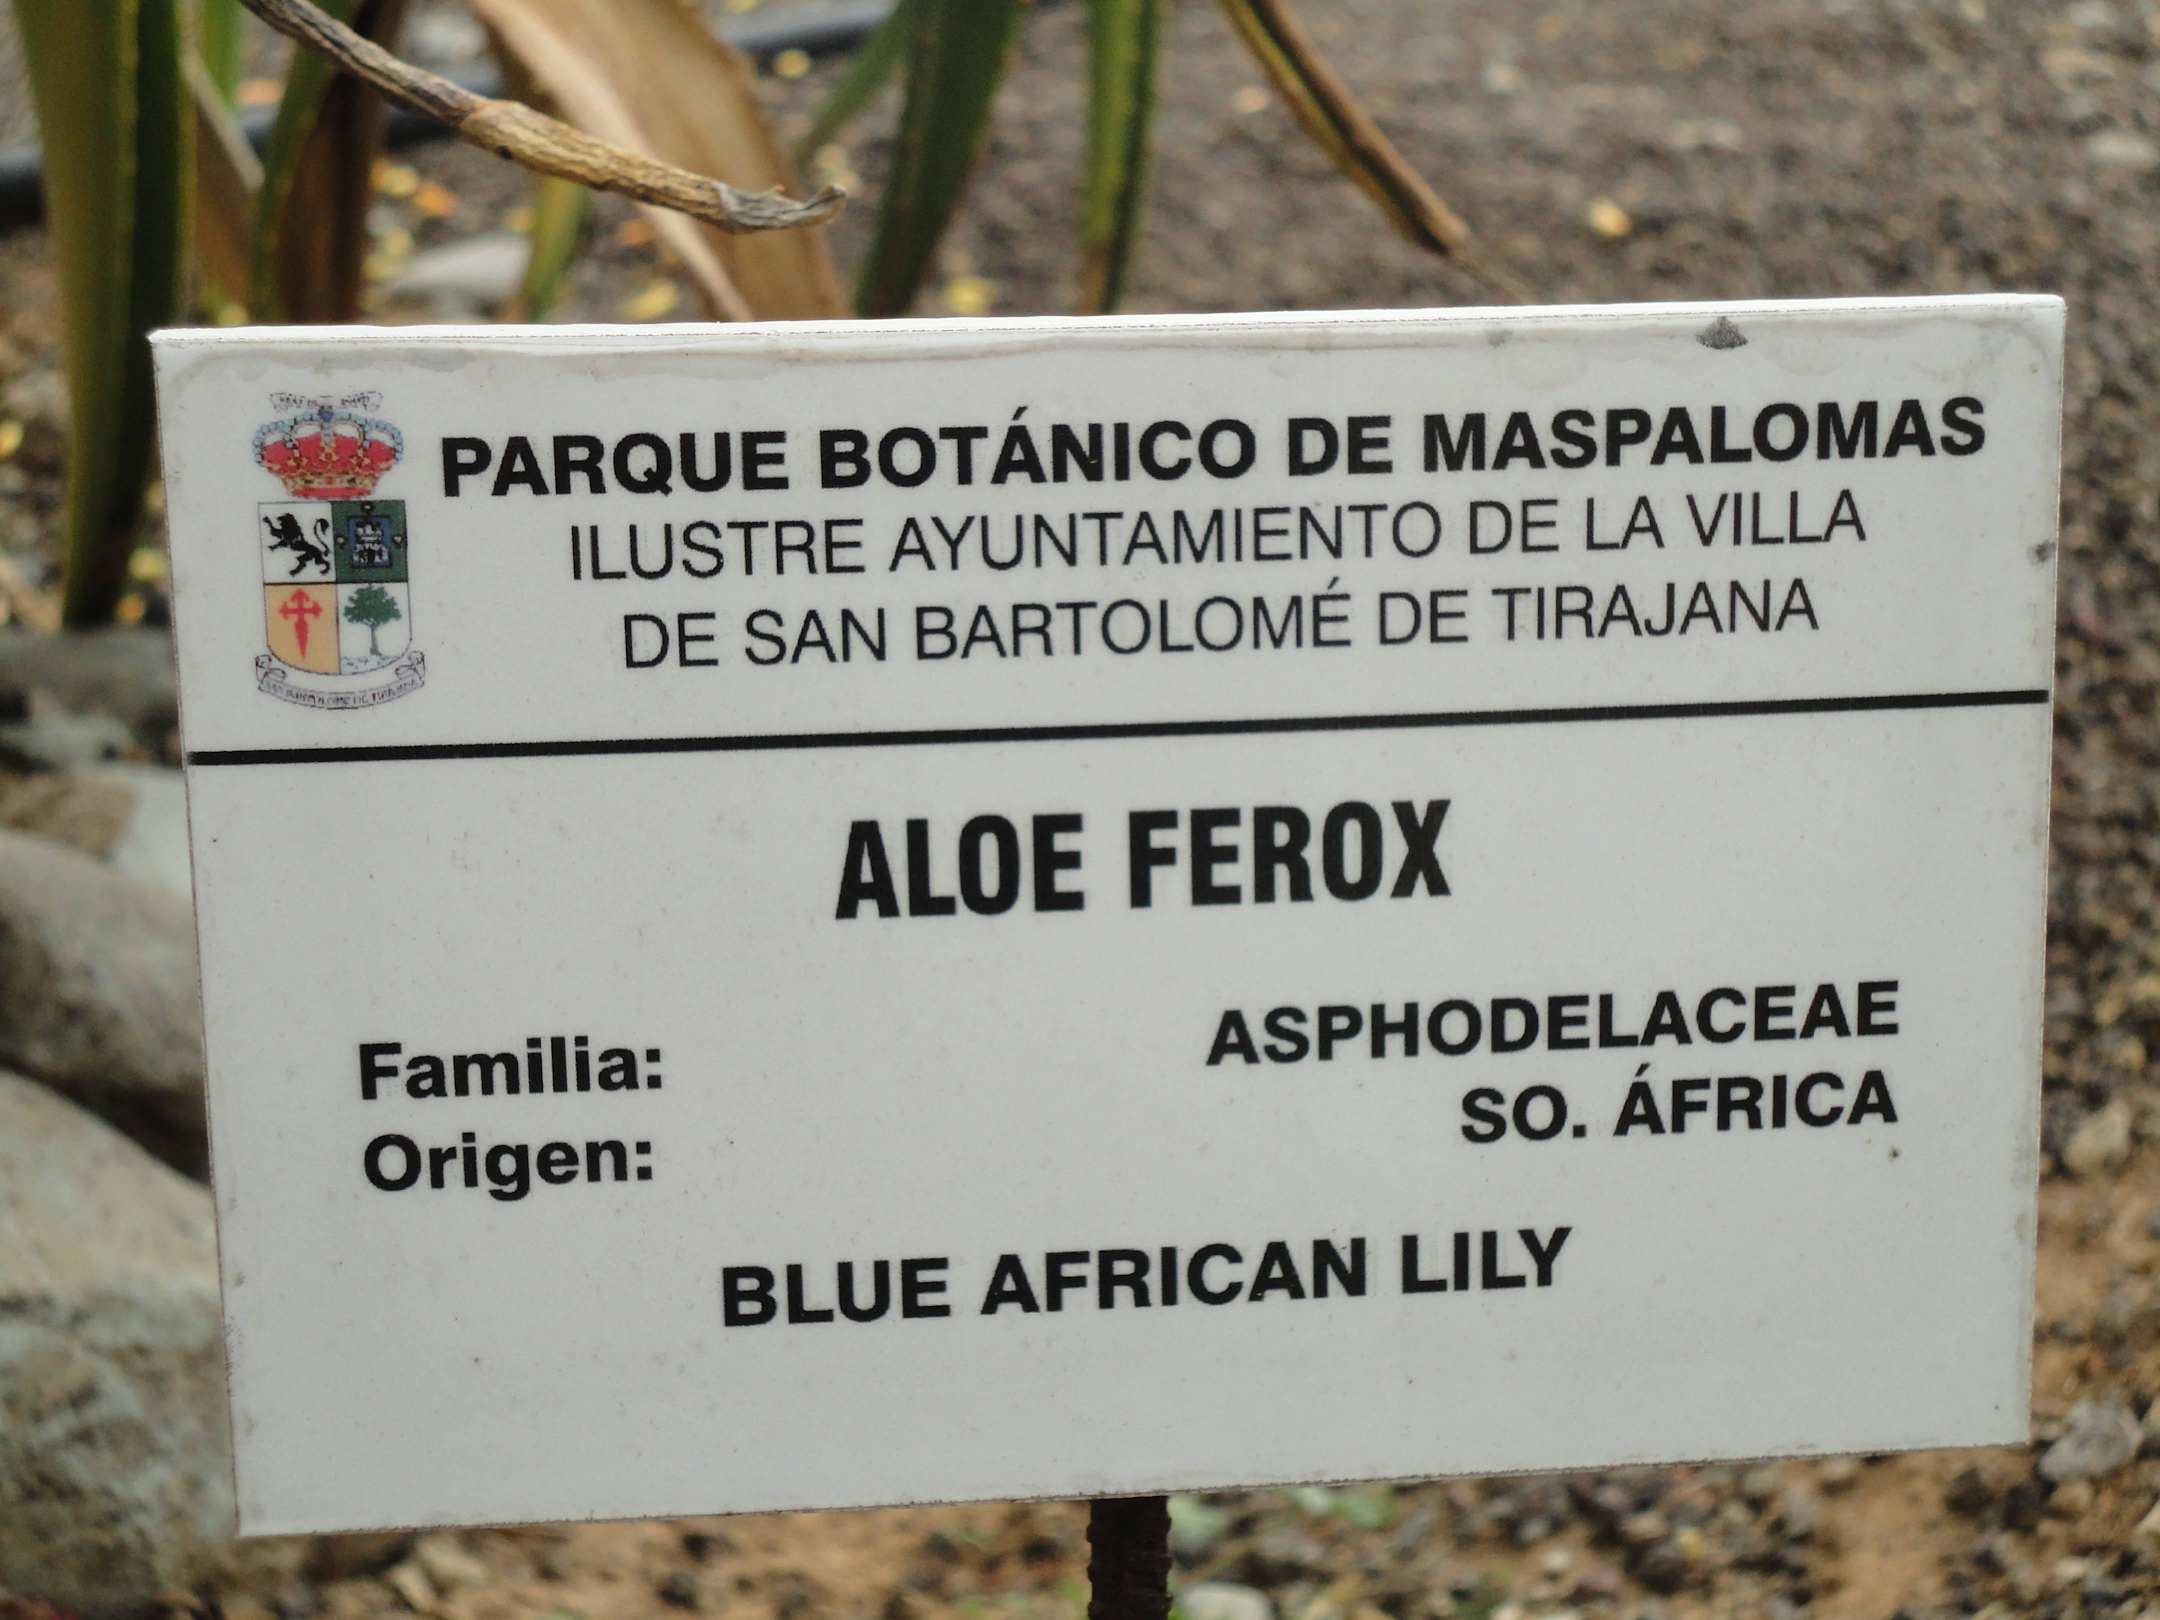 PARQUE BOTÁNICO DE MASPALOMAS
ILUSTRE AYUNTAMIENTO DE LA VILLA
DE SAN BARTOLOMÉ DE TIRAJANA
ALOE FEROX
Familia: ASPHODELACEAE
Origen: SO. ÁFRICA
BLUE AFRICAN LILY